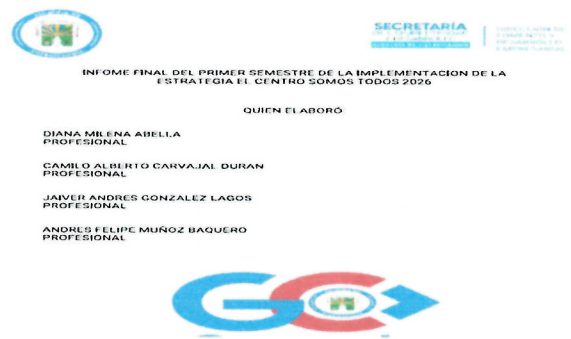 SECRETARÍA
INFOME FINAL DEL PRIMER SEMESTRE DE LA IMPLEMENTACION DE LA
ESTRATEGIA EL CENTRO SOMOS TODOS 2026
QUIEN ELABORÓ
DIANA MILENA ABELLA
PROFESIONAL
CAMILO ALBERTO CARVAJAL DURAN
PROFESIONAL
JAIVER ANDRES GONZALEZ LAGOS
PROFESIONAL
ANDRES FELIPE MUÑOZ BAQUERO
PROFESIONAL
GC